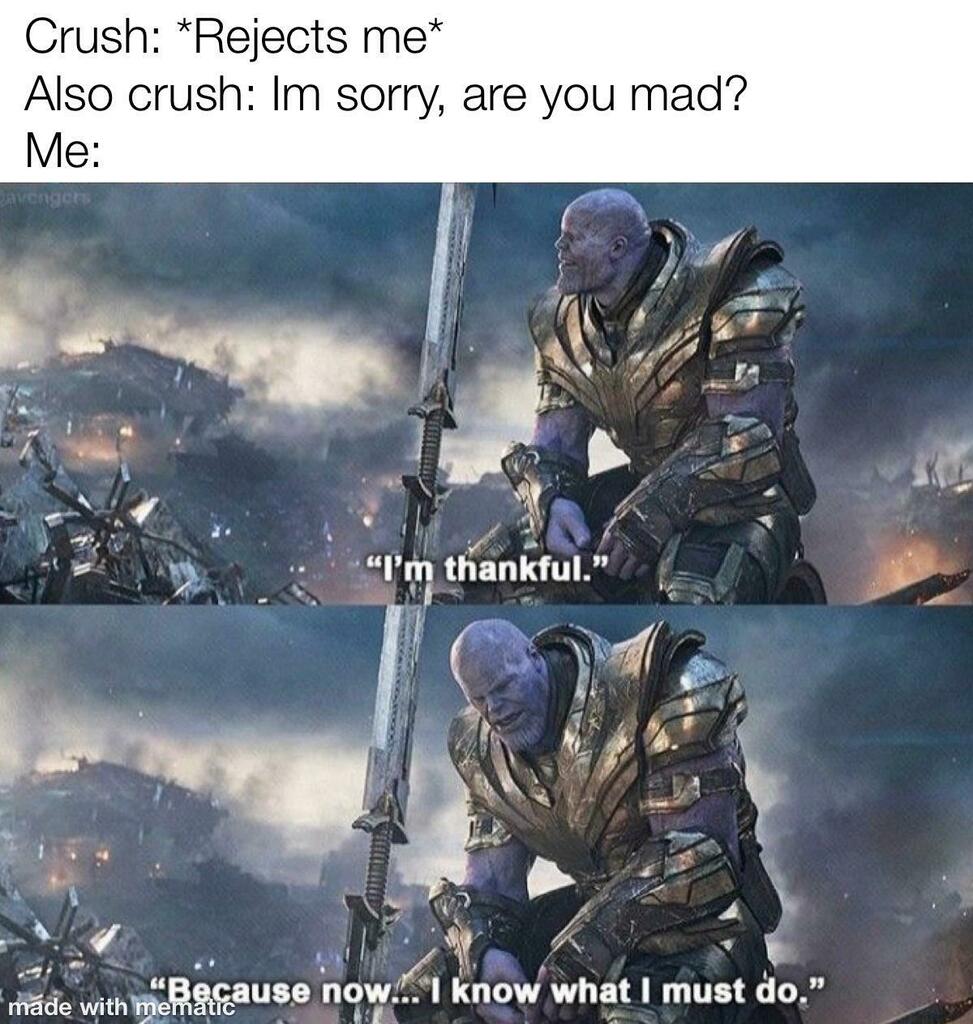 Crush: *Rejects me*
Also crush: Im sorry, are you mad?
Me:
avengers
“I’m thankful.”
“Because now... I know what I must do.”
made with mematic